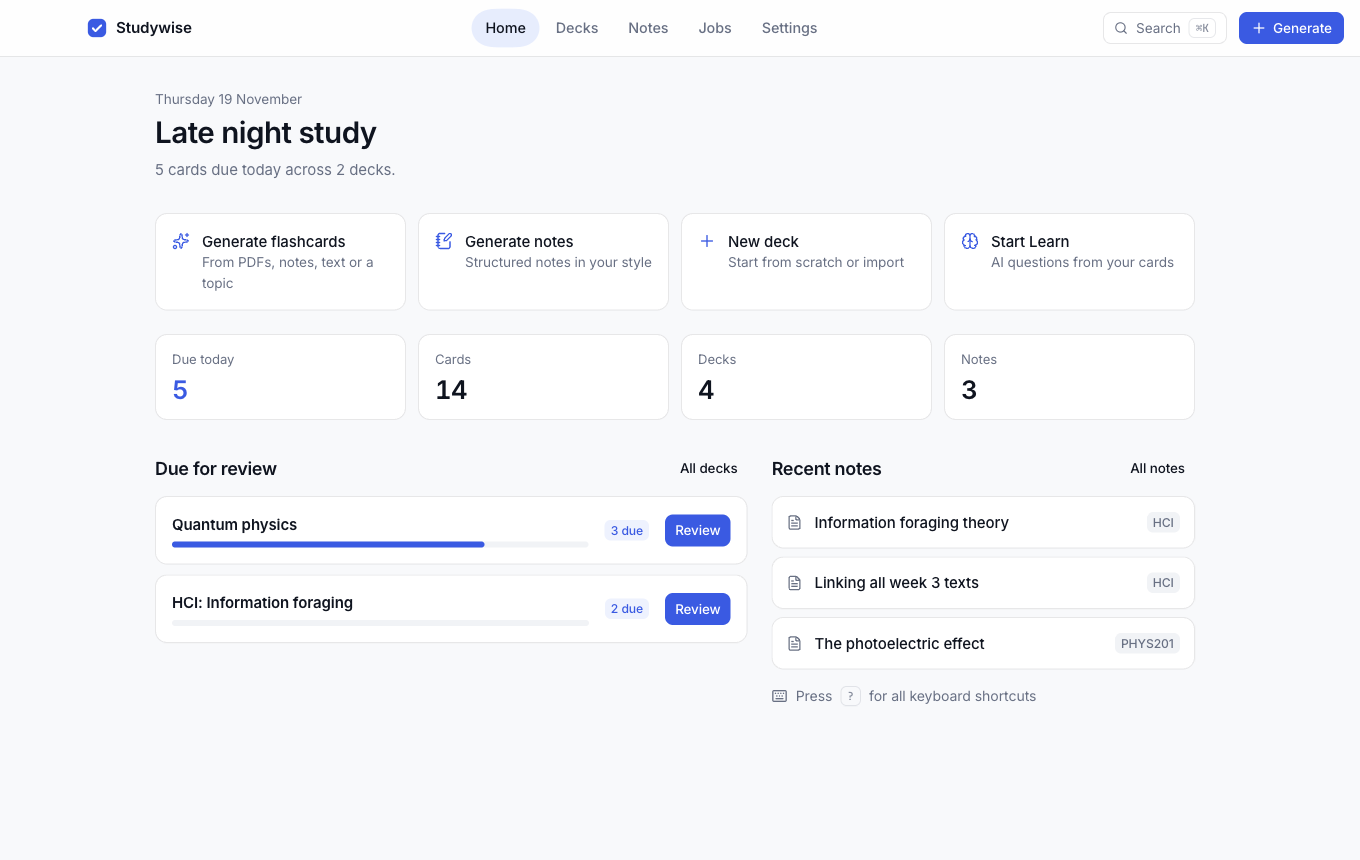 Studywise
Home
Decks
Notes
Jobs
Settings
Search ⌘K
Generate
Thursday 19 November
Late night study
5 cards due today across 2 decks.
Generate flashcards
From PDFs, notes, text or a
topic
Generate notes
Structured notes in your style
New deck
Start from scratch or import
Start Learn
AI questions from your cards
Due today
5
Cards
14
Decks
4
Notes
3
Due for review
All decks
Quantum physics
3 due
Review
HCI: Information foraging
2 due
Review
Recent notes
All notes
Information foraging theory
HCI
Linking all week 3 texts
HCI
The photoelectric effect
PHYS201
Press ? for all keyboard shortcuts